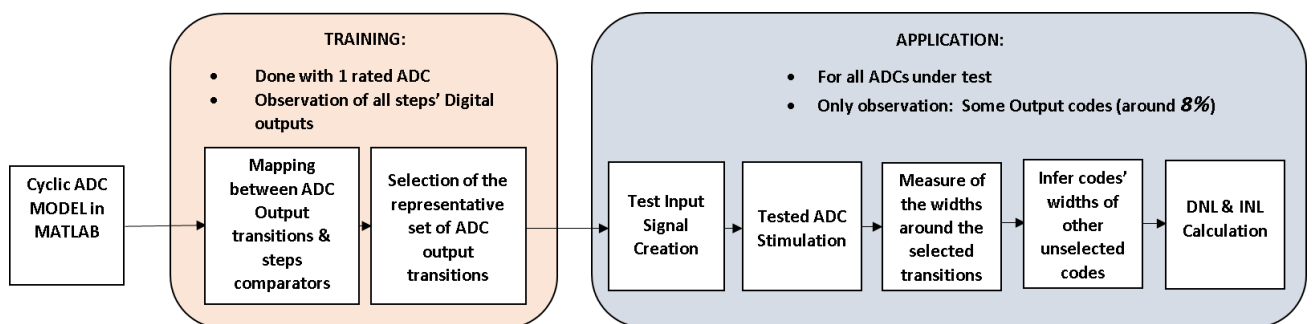 TRAINING:
• Done with 1 rated ADC
• Observation of all steps' Digital
outputs
APPLICATION:
• For all ADCs under test
• Only observation: Some Output codes (around 8%)
Cyclic ADC
MODEL in
MATLAB
Mapping
between ADC
Output
transitions &
steps
comparators
Selection of the
representative
set of ADC
output
transitions
Test Input
Signal
Creation
Tested ADC
Stimulation
Measure of
the widths
around the
selected
transitions
Infer codes'
widths of
other
unselected
codes
DNL & INL
Calculation